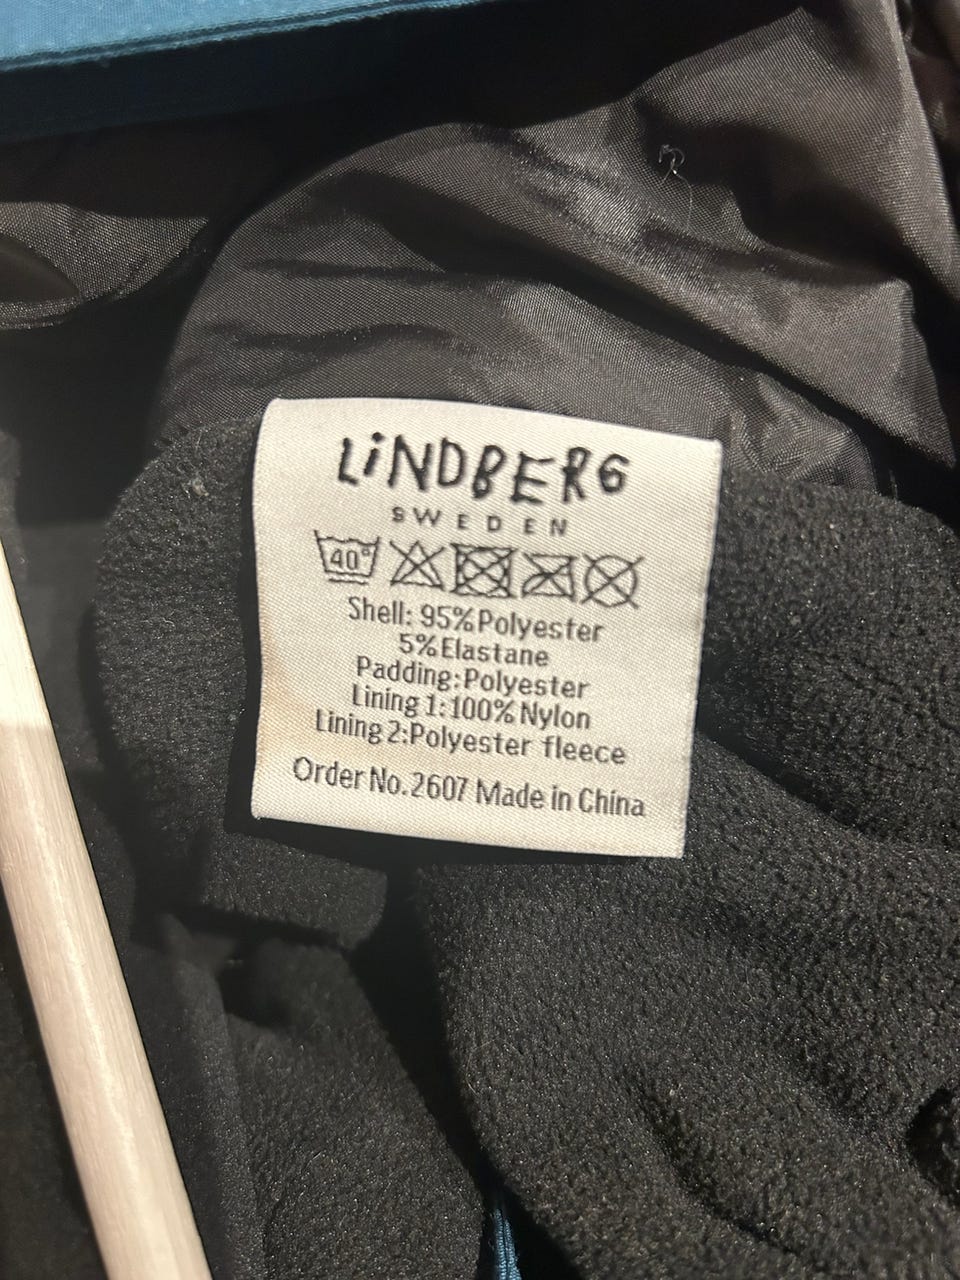 LiNDBERG
SWEDEN
40°
Shell: 95% Polyester
5% Elastane
Padding: Polyester
Lining 1: 100% Nylon
Lining 2: Polyester fleece
Order No. 2607 Made in China